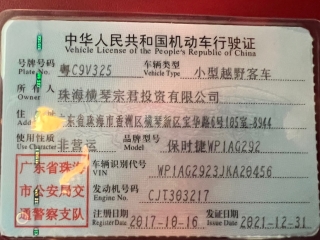 中华人民共和国机动车行驶证
Vehicle License of the People's Republic of China
号牌号码 粤C9V325 车辆类型 小型越野客车
Plate No. Vehicle Type
所有人 珠海横琴宗君投资有限公司
Owner
住 广东省珠海市香洲区横琴新区宝华路6号105室-8944
使用性质 非营运 品牌型号 保时捷WP1AG292
Use Character Model
广东省珠海市公安局交通警察支队
车辆识别代号 WP1AG2923JKA20456
VIN
发动机号码 CJT303217
Engine No.
注册日期 2017-10-16 发证日期 2021-12-31
Register Date Issue Date